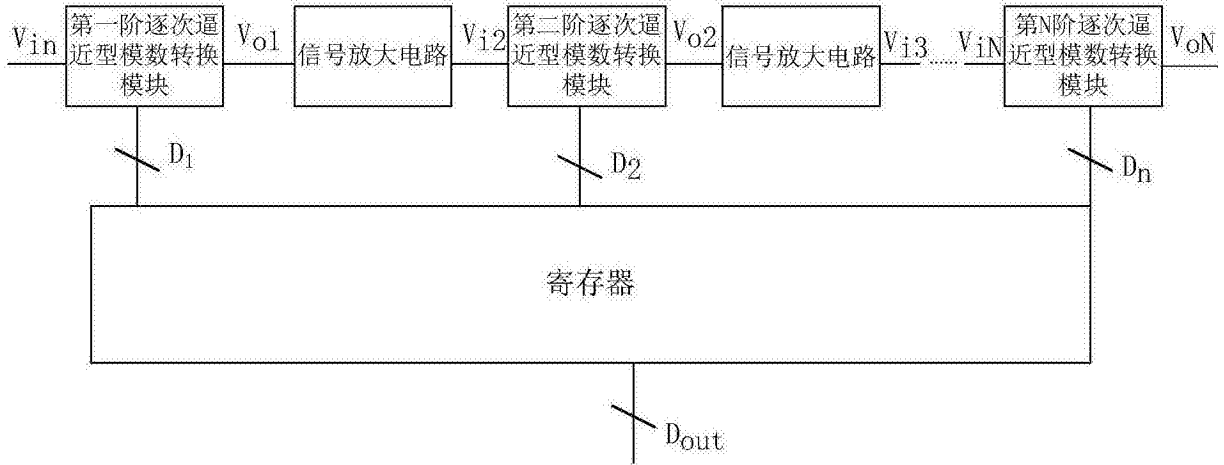 Vin
第一阶逐次逼
近型模数转换
模块
Vo1
信号放大电路
Vi2
第二阶逐次逼
近型模数转换
模块
Vo2
信号放大电路
Vi3
......
ViN
第N阶逐次逼
近型模数转换
模块
VoN
D1
D2
Dn
寄存器
Dout